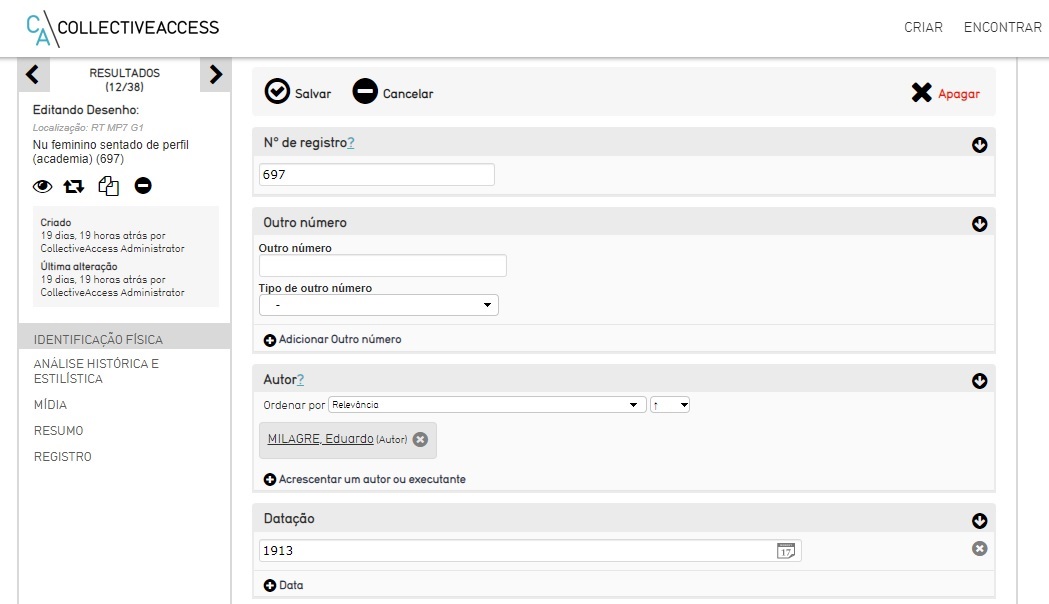 CA COLLECTIVEACCESS
CRIAR ENCONTRAR
RESULTADOS
(12/38)
Editando Desenho:
Localização: RT MP7 G1
Nu feminino sentado de perfil
(academia) (697)
Criado
19 dias, 19 horas atrás por
CollectiveAccess Administrator
Última alteração
19 dias, 19 horas atrás por
CollectiveAccess Administrator
IDENTIFICAÇÃO FÍSICA
ANÁLISE HISTÓRICA E
ESTILÍSTICA
MÍDIA
RESUMO
REGISTRO
Salvar Cancelar Apagar
N° de registro?
697
Outro número
Outro número
Tipo de outro número
-
Adicionar Outro número
Autor?
Ordenar por Relevância ↑
MILAGRE, Eduardo (Autor)
Acrescentar um autor ou executante
Datação
1913 17
Data